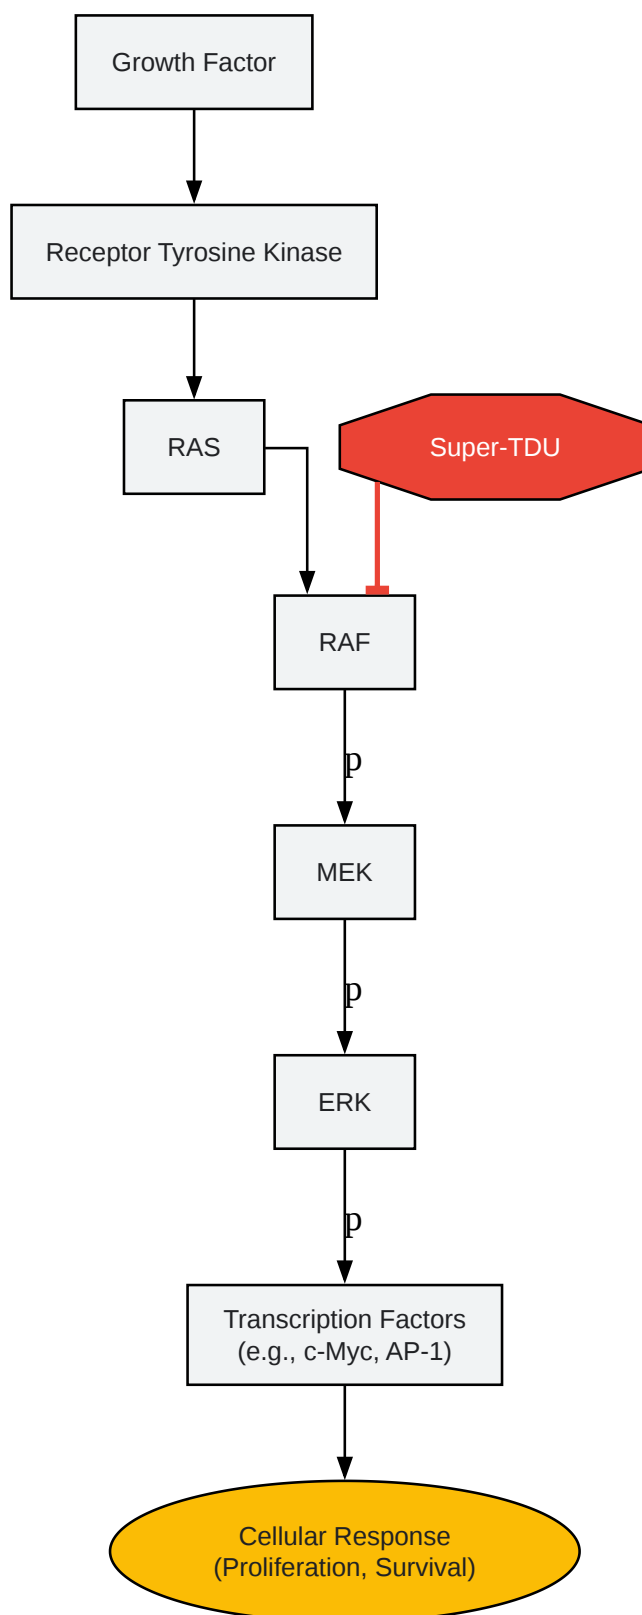 Growth Factor
Receptor Tyrosine Kinase
RAS
Super-TDU
RAF
p
MEK
p
ERK
p
Transcription Factors
(e.g., c-Myc, AP-1)
Cellular Response
(Proliferation, Survival)